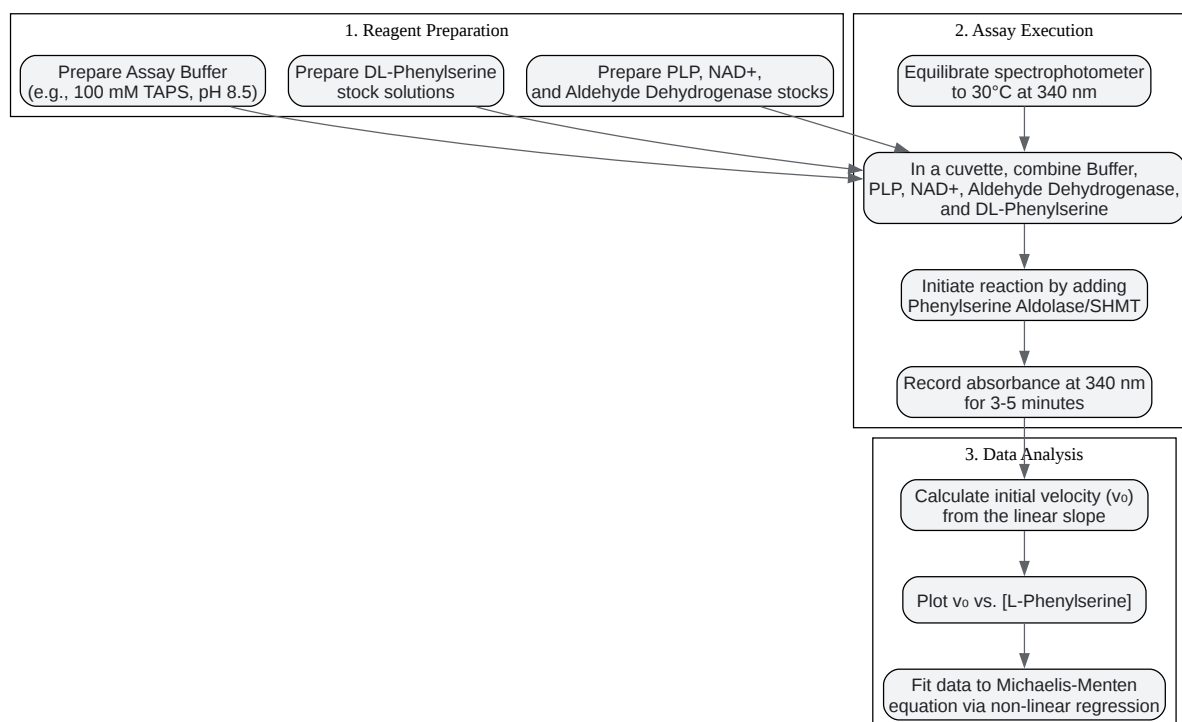 1. Reagent Preparation
Prepare Assay Buffer
(e.g., 100 mM TAPS, pH 8.5)
Prepare DL-Phenylserine
stock solutions
Prepare PLP, NAD+,
and Aldehyde Dehydrogenase stocks
2. Assay Execution
Equilibrate spectrophotometer
to 30°C at 340 nm
In a cuvette, combine Buffer,
PLP, NAD+, Aldehyde Dehydrogenase,
and DL-Phenylserine
Initiate reaction by adding
Phenylserine Aldolase/SHMT
Record absorbance at 340 nm
for 3-5 minutes
3. Data Analysis
Calculate initial velocity (v₀)
from the linear slope
Plot v₀ vs. [L-Phenylserine]
Fit data to Michaelis-Menten
equation via non-linear regression